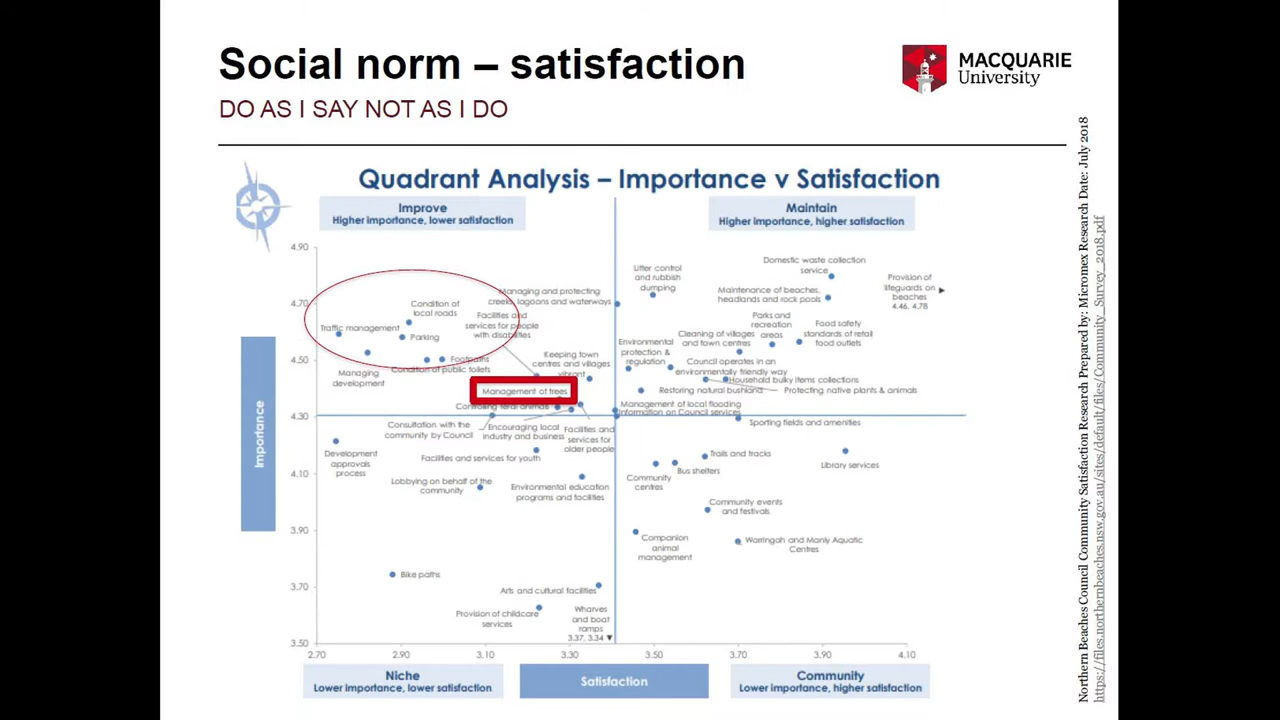 Social norm – satisfaction
DO AS I SAY NOT AS I DO
MACQUARIE
University
Quadrant Analysis – Importance v Satisfaction
Improve
Higher importance, lower satisfaction
Maintain
Higher importance, higher satisfaction
4.90
4.70
4.50
4.30
4.10
3.90
3.70
3.50
Importance
Domestic waste collection
service
Litter control
and rubbish
dumping
Provision of
lifeguards on
beaches
4.46, 4.78
Managing and protecting
creeks, lagoons and waterways
Maintenance of beaches,
headlands and rock pools
Condition of
local roads
Facilities and
services for people
with disabilities
Parks and
recreation
areas
Food safety
standards of retail
food outlets
Traffic management
Parking
Cleaning of villages
and town centres
Environmental
protection &
regulation
Keeping town
centres and villages
vibrant
Footpaths
Condition of public toilets
Council operates in an
environmentally friendly way
Managing
development
Household bulky items collections
Management of trees
Restoring natural bushland
Protecting native plants & animals
Controlling feral animals
Management of local flooding
Information on Council services
Consultation with the
community by Council
Encouraging local
industry and business
Facilities and
services for
older people
Sporting fields and amenities
Development
approvals
process
Facilities and services for youth
Trails and tracks
Bus shelters
Library services
Lobbying on behalf of the
community
Environmental education
programs and facilities
Community
centres
Community events
and festivals
Companion
animal
management
Warringah and Manly Aquatic
Centres
Bike paths
Arts and cultural facilities
Provision of childcare
services
Wharves
and boat
ramps
3.37, 3.34
2.70
2.90
3.10
3.30
3.50
3.70
3.90
4.10
Niche
Lower importance, lower satisfaction
Satisfaction
Community
Lower importance, higher satisfaction
Northern Beaches Council Community Satisfaction Research Prepared by: Micromex Research Date: July 2018
https://files.northernbeaches.nsw.gov.au/sites/default/files/Community_Survey_2018.pdf